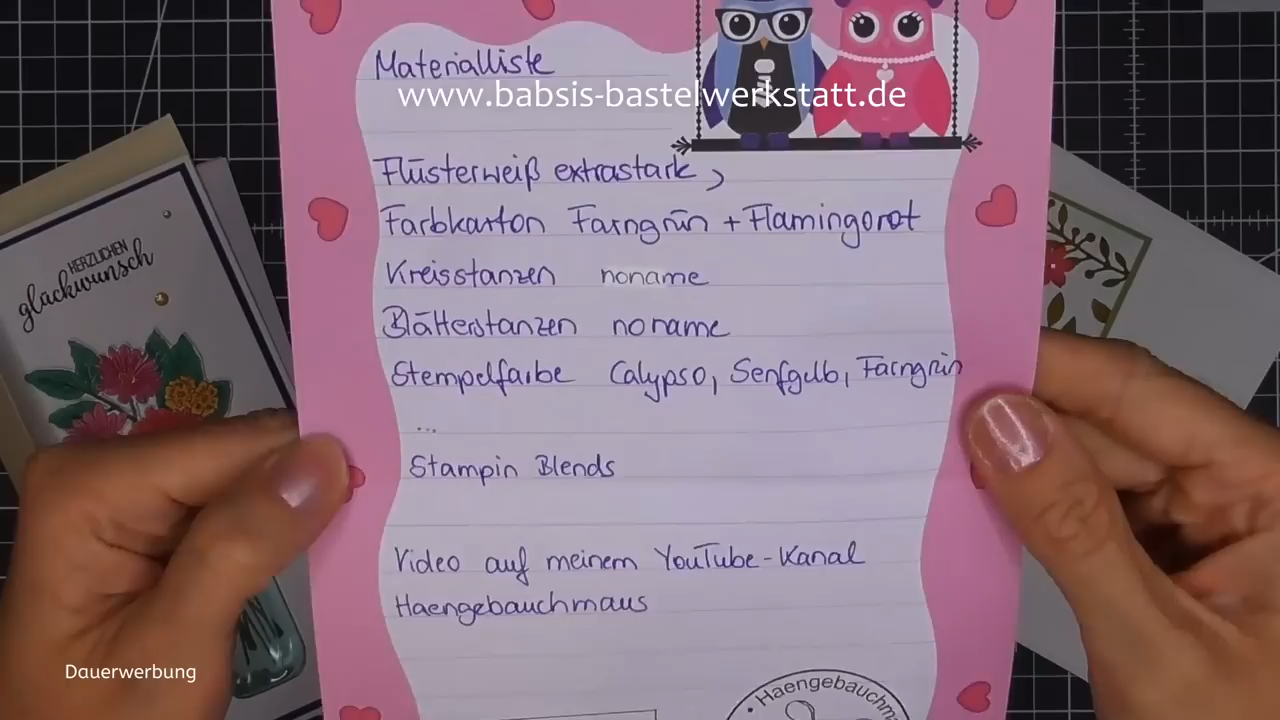 Materialliste
www.babsis-bastelwerkstatt.de
Flüsterweiß extrastark,
Farbkarton Farngrün + Flamingorot
Kreisstanzen noname
Blätterstanzen noname
Stempelfarbe Calypso, Senfgelb, Farngrün
...
Stampin Blends
Video auf meinem YouTube-Kanal
Haengebauchmaus
HERZLICHEN
glückwunsch
Dauerwerbung